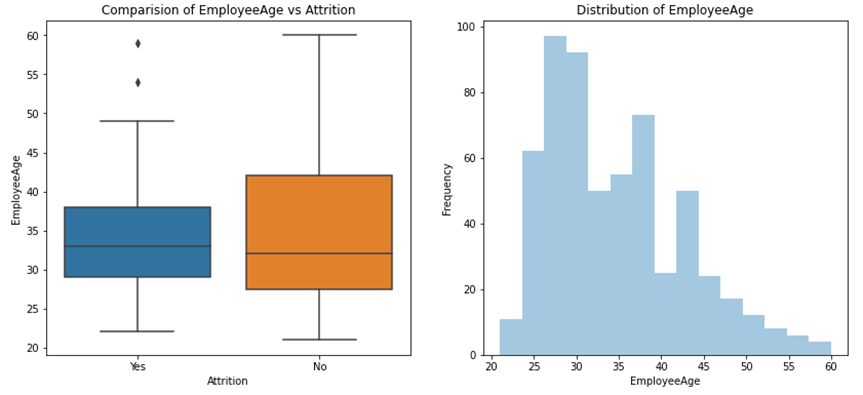 Comparision of EmployeeAge vs Attrition
60
55
50
45
40
35
30
25
20
EmployeeAge
Yes No
Attrition
Distribution of EmployeeAge
100
80
60
40
20
0
Frequency
20 25 30 35 40 45 50 55 60
EmployeeAge